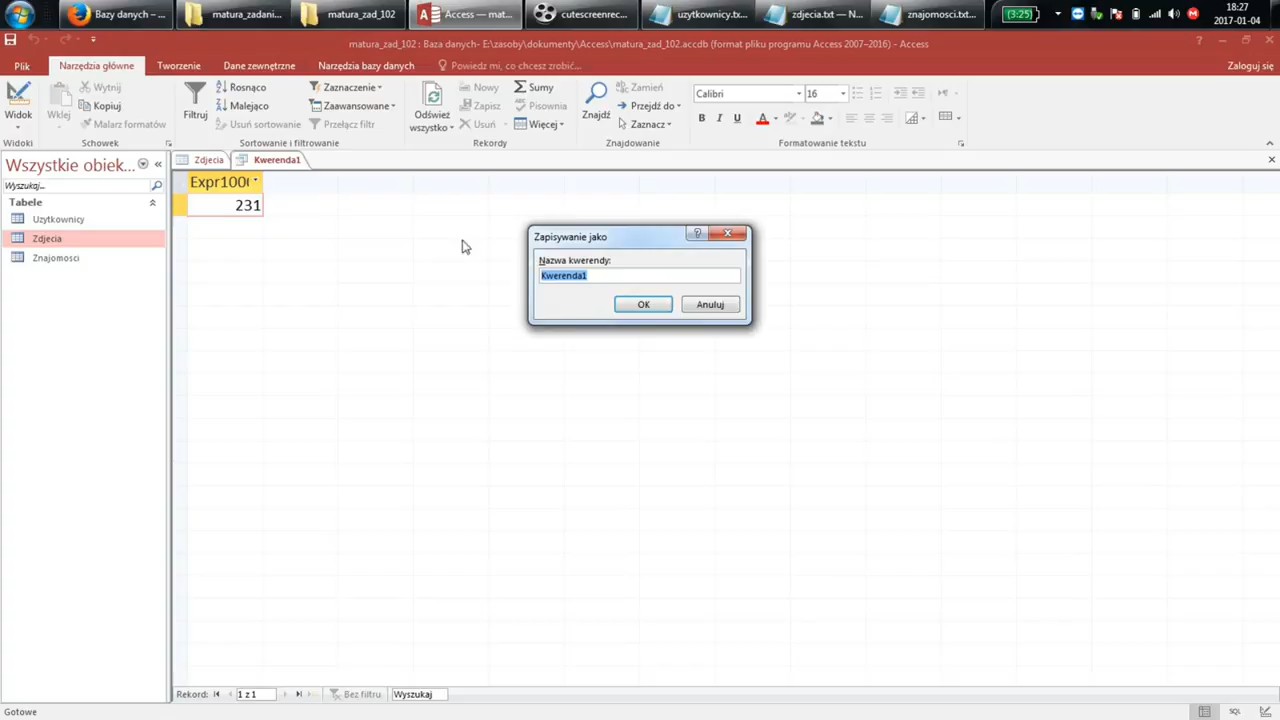 Bazy danych – ...
matura_zadani...
matura_zad_102
Access — mat...
cutescreenrec...
uzytkownicy.tx...
zdjecia.txt — N...
znajomosci.txt...
(3:25)
18:27
2017-01-04
matura_zad_102 : Baza danych- E:\zasoby\dokumenty\Access\matura_zad_102.accdb (format pliku programu Access 2007–2016) - Access
Plik
Narzędzia główne
Tworzenie
Dane zewnętrzne
Narzędzia bazy danych
Powiedz mi, co chcesz zrobić...
Zaloguj się
Widok
Wklej
Wytnij
Kopiuj
Malarz formatów
Filtruj
Rosnąco
Malejąco
Usuń sortowanie
Zaznaczenie
Zaawansowane
Przełącz filtr
Odśwież
wszystko
Nowy
Zapisz
Usuń
Sumy
Pisownia
Więcej
Znajdź
Zamień
Przejdź do
Zaznacz
Calibri
16
B I U A
Widoki
Schowek
Sortowanie i filtrowanie
Rekordy
Znajdowanie
Formatowanie tekstu
Wszystkie obiek...
Wyszukaj...
Tabele
Uzytkownicy
Zdjecia
Znajomosci
Zdjecia
Kwerenda1
Expr100
231
Zapisywanie jako
Nazwa kwerendy:
Kwerenda1
OK
Anuluj
Rekord:
1 z 1
Bez filtru
Wyszukaj
Gotowe
SQL